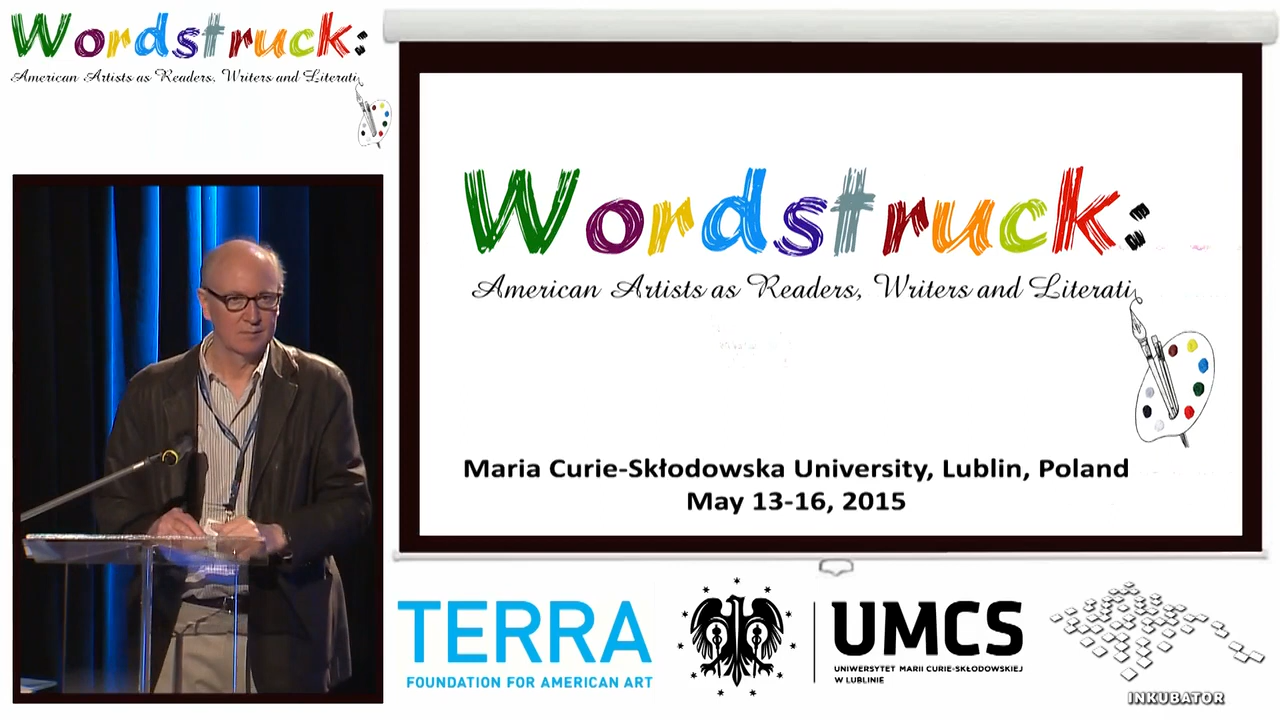 Wordstruck:
American Artists as Readers, Writers and Literati
Wordstruck:
American Artists as Readers, Writers and Literati
Maria Curie-Skłodowska University, Lublin, Poland
May 13-16, 2015
TERRA
FOUNDATION FOR AMERICAN ART
UMCS
UNIWERSYTET MARII CURIE-SKŁODOWSKIEJ
W LUBLINIE
INKUBATOR